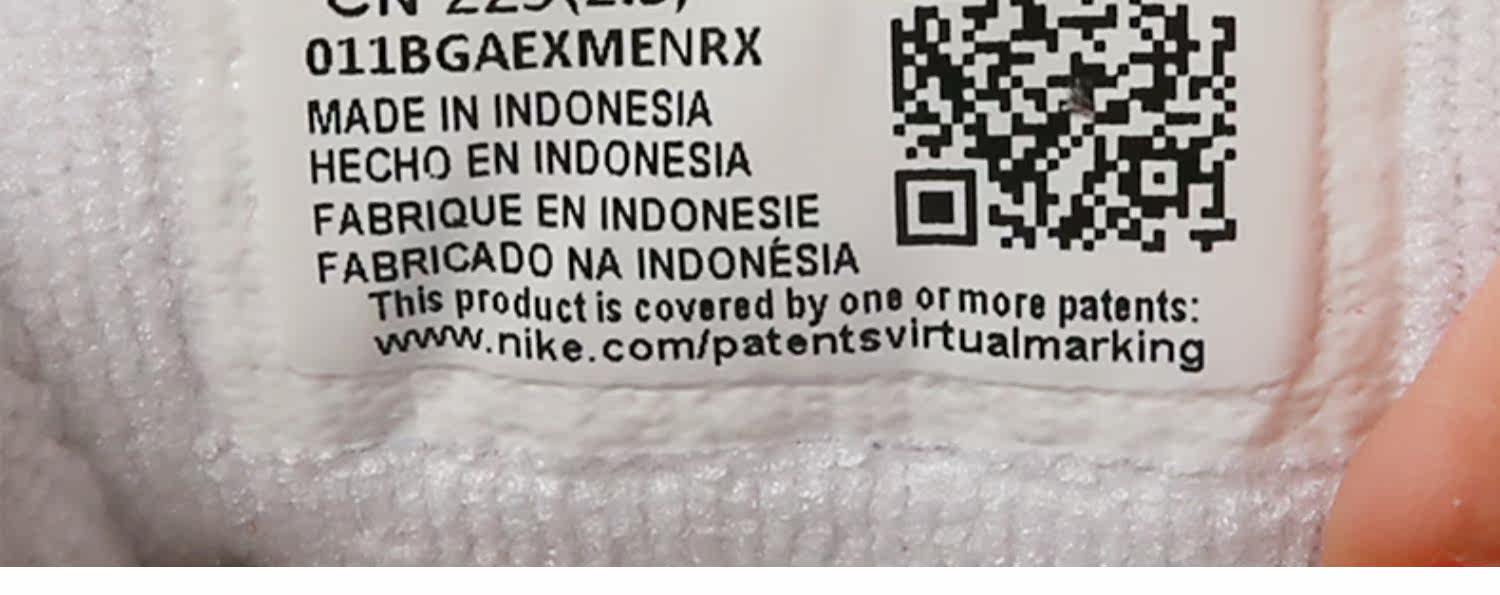 011BGAEXMENRX
MADE IN INDONESIA
HECHO EN INDONESIA
FABRIQUE EN INDONESIE
FABRICADO NA INDONÉSIA
This product is covered by one or more patents:
www.nike.com/patentsvirtualmarking